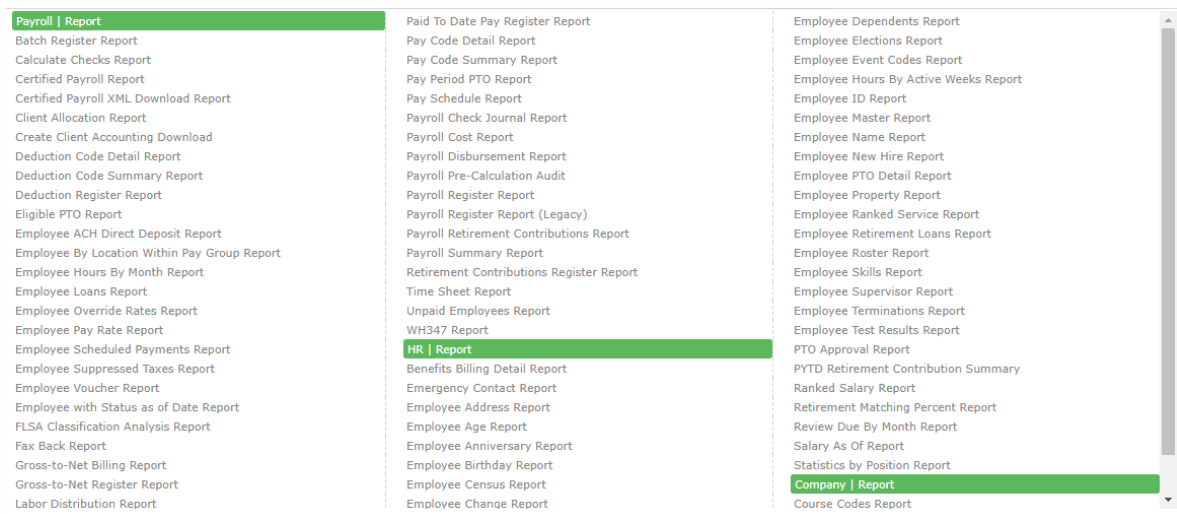 Payroll | Report
Batch Register Report
Calculate Checks Report
Certified Payroll Report
Certified Payroll XML Download Report
Client Allocation Report
Create Client Accounting Download
Deduction Code Detail Report
Deduction Code Summary Report
Deduction Register Report
Eligible PTO Report
Employee ACH Direct Deposit Report
Employee By Location Within Pay Group Report
Employee Hours By Month Report
Employee Loans Report
Employee Override Rates Report
Employee Pay Rate Report
Employee Scheduled Payments Report
Employee Suppressed Taxes Report
Employee Voucher Report
Employee with Status as of Date Report
FLSA Classification Analysis Report
Fax Back Report
Gross-to-Net Billing Report
Gross-to-Net Register Report
Labor Distribution Report
Paid To Date Pay Register Report
Pay Code Detail Report
Pay Code Summary Report
Pay Period PTO Report
Pay Schedule Report
Payroll Check Journal Report
Payroll Cost Report
Payroll Disbursement Report
Payroll Pre-Calculation Audit
Payroll Register Report
Payroll Register Report (Legacy)
Payroll Retirement Contributions Report
Payroll Summary Report
Retirement Contributions Register Report
Time Sheet Report
Unpaid Employees Report
WH347 Report
HR | Report
Benefits Billing Detail Report
Emergency Contact Report
Employee Address Report
Employee Age Report
Employee Anniversary Report
Employee Birthday Report
Employee Census Report
Employee Change Report
Employee Dependents Report
Employee Elections Report
Employee Event Codes Report
Employee Hours By Active Weeks Report
Employee ID Report
Employee Master Report
Employee Name Report
Employee New Hire Report
Employee PTO Detail Report
Employee Property Report
Employee Ranked Service Report
Employee Retirement Loans Report
Employee Roster Report
Employee Skills Report
Employee Supervisor Report
Employee Terminations Report
Employee Test Results Report
PTO Approval Report
PYTD Retirement Contribution Summary
Ranked Salary Report
Retirement Matching Percent Report
Review Due By Month Report
Salary As Of Report
Statistics by Position Report
Company | Report
Course Codes Report